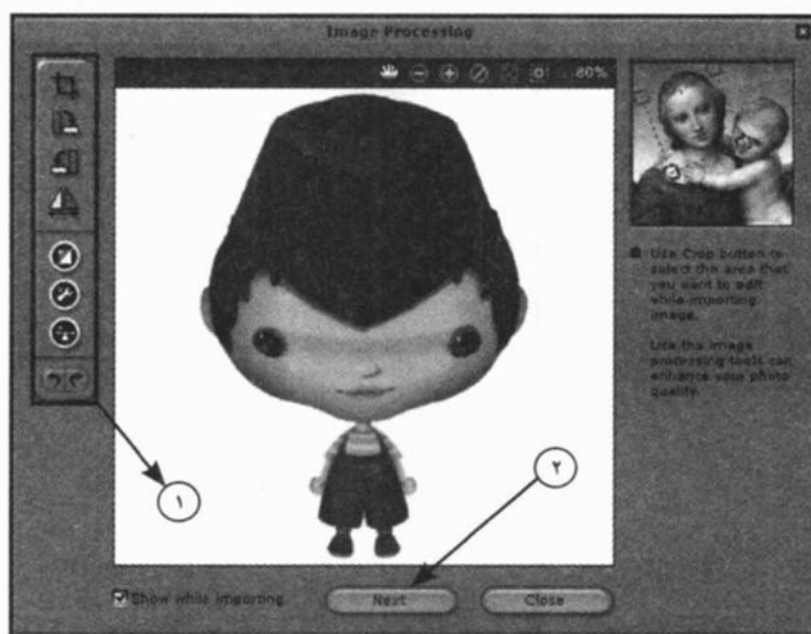 Image Processing
80%
Use Crop button to
select the area that
you want to edit
while importing
image.
Use the image
processing tools can
enhance your photo
quality.
١
٢
Show while importing
Next
Close